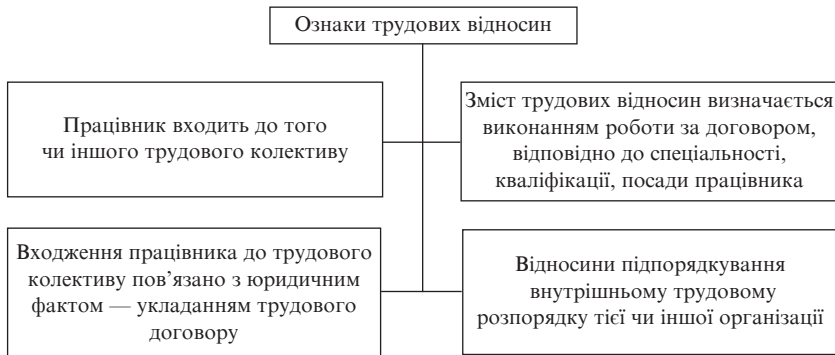 Ознаки трудових відносин
Працівник входить до того
чи іншого трудового колективу
Зміст трудових відносин визначається
виконанням роботи за договором,
відповідно до спеціальності,
кваліфікації, посади працівника
Входження працівника до трудового
колективу пов’язано з юридичним
фактом — укладанням трудового
договору
Відносини підпорядкування
внутрішньому трудовому
розпорядку тієї чи іншої організації